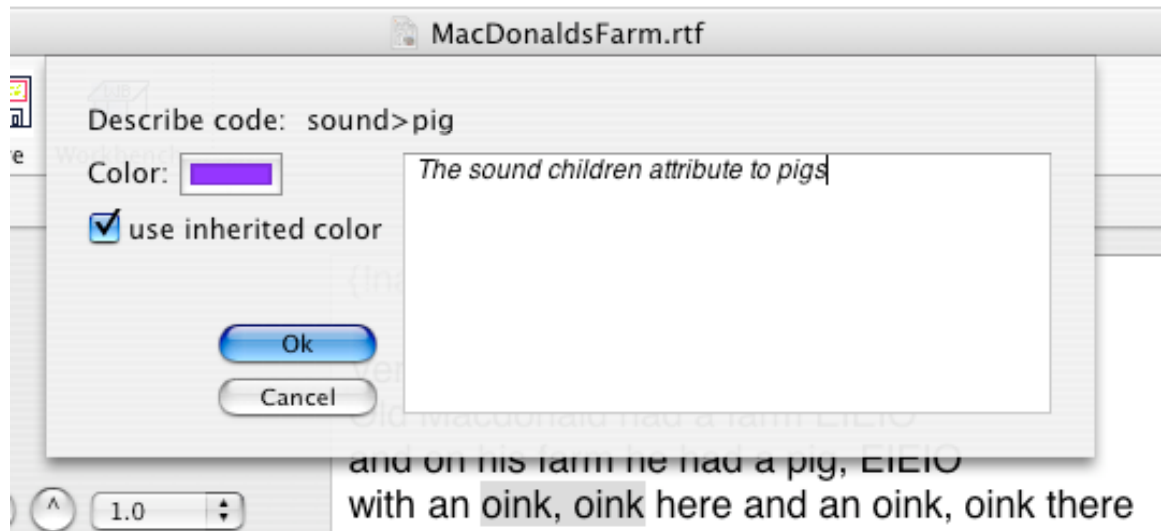 MacDonaldsFarm.rtf
LIB
Describe code: sound>pig
Workbench
Color:
The sound children attribute to pigs
use inherited color
Ok
Cancel
Old Macdonald had a farm EIEIO
and on his farm he had a pig, EIEIO
1.0
with an oink, oink here and an oink, oink there